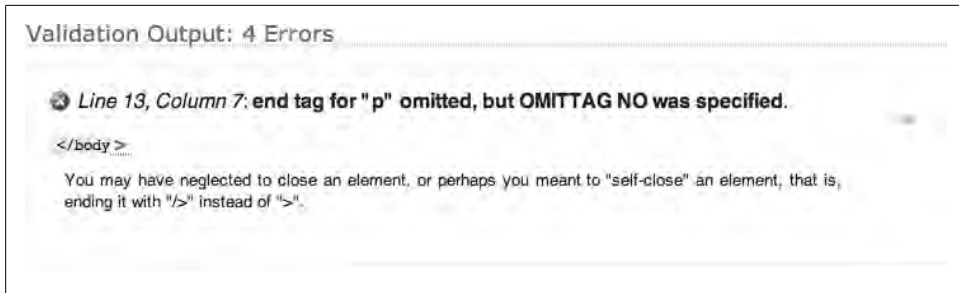 Validation Output: 4 Errors
Line 13, Column 7: end tag for "p" omitted, but OMITTAG NO was specified.
</body >
You may have neglected to close an element, or perhaps you meant to "self-close" an element, that is,
ending it with "/>" instead of ">".